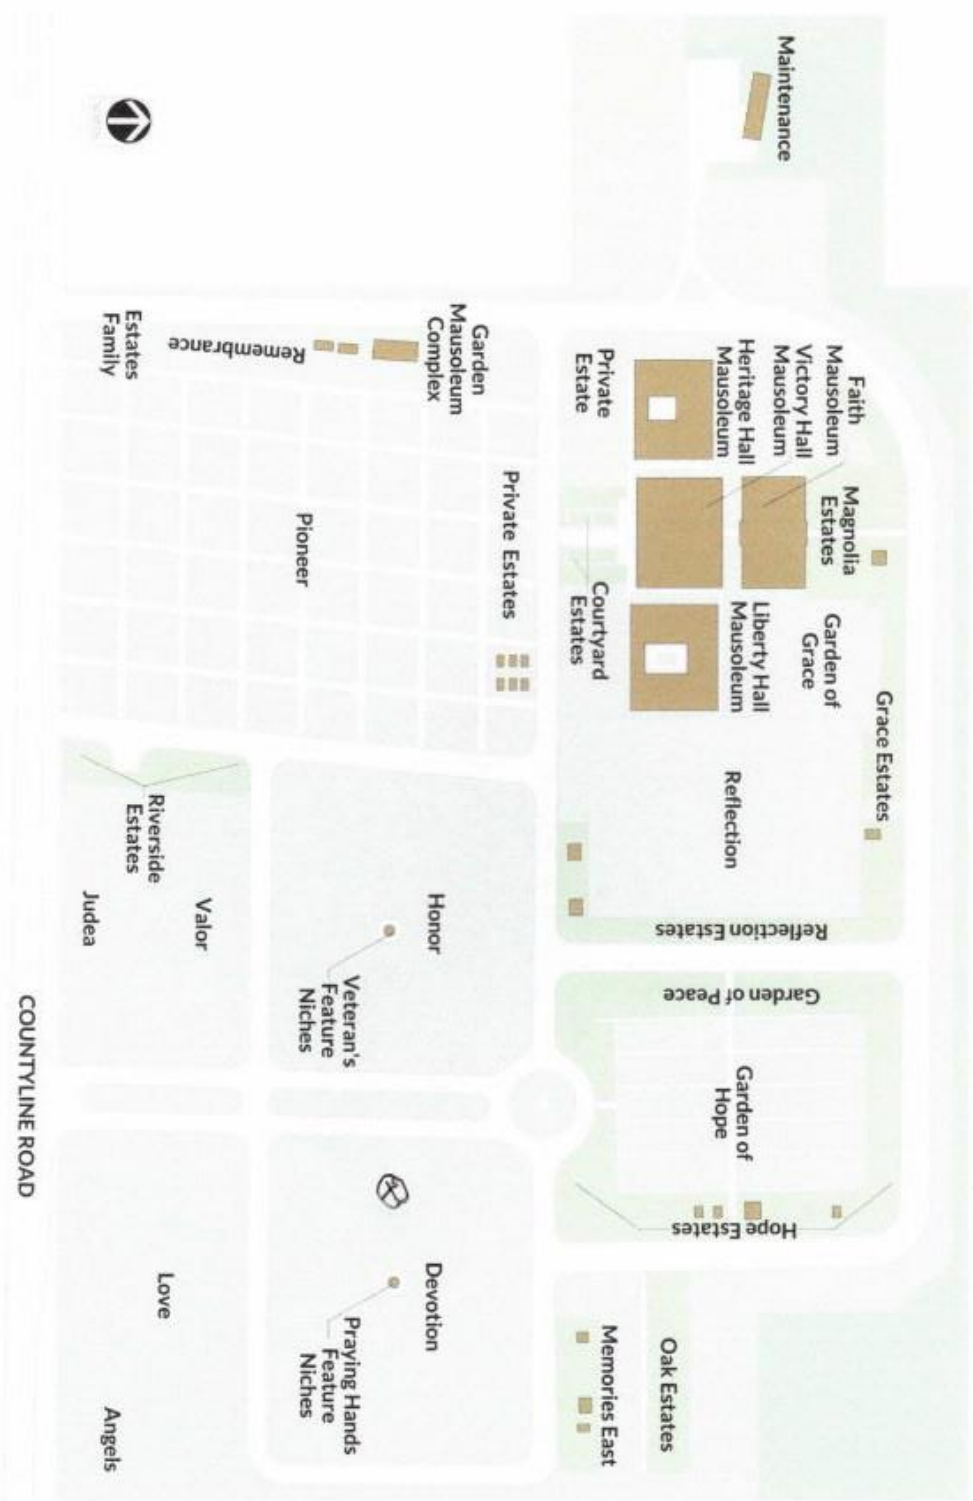 Maintenance
Faith
Mausoleum
Victory Hall
Mausoleum
Heritage Hall
Mausoleum
Magnolia
Estates
Garden of
Grace
Grace Estates
Liberty Hall
Mausoleum
Reflection
Reflection Estates
Garden of Peace
Garden of
Hope
Hope Estates
Oak Estates
Memories East
Private
Estate
Courtyard
Estates
Garden
Mausoleum
Complex
Private Estates
Remembrance
Estates
Family
Pioneer
Honor
Veteran's
Feature
Niches
Devotion
Praying Hands
Feature
Niches
Riverside
Estates
Valor
Judea
Love
Angels
COUNTYLINE ROAD